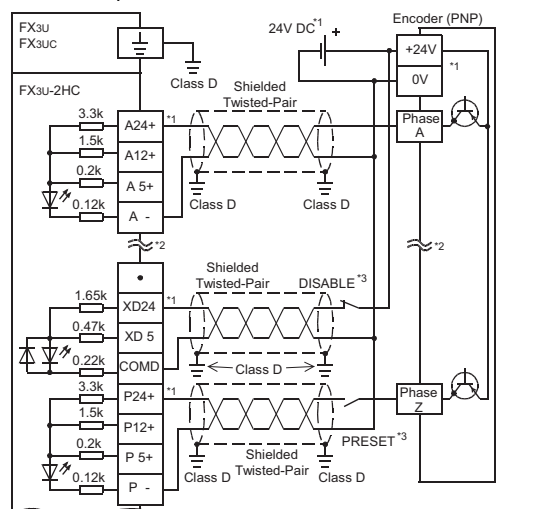 Encoder (PNP)
24V DC*1
+
FX3U
FX3UC
+24V
*1
0V
Class D
FX3U-2HC
Shielded
Twisted-Pair
3.3k
A24+
*1
Phase
A
1.5k
A12+
0.2k
A 5+
0.12k
A -
Class D
Class D
*2
*2
Shielded
Twisted-Pair
DISABLE*3
1.65k
XD24
*1
0.47k
XD 5
0.22k
COMD
Class D
3.3k
P24+
*1
Phase
Z
1.5k
P12+
PRESET*3
0.2k
P 5+
Shielded
Twisted-Pair
0.12k
P -
Class D
Class D